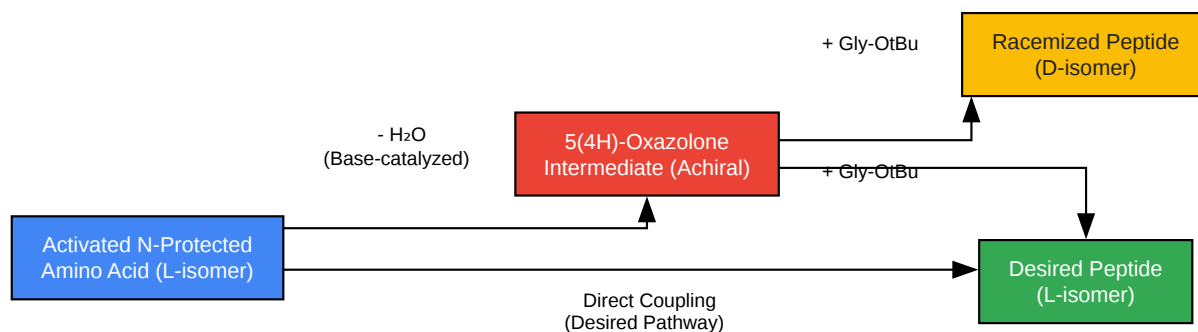 + Gly-OtBu
Racemized Peptide
(D-isomer)
- H₂O
(Base-catalyzed)
5(4H)-Oxazolone
Intermediate (Achiral)
+ Gly-OtBu
Activated N-Protected
Amino Acid (L-isomer)
Desired Peptide
(L-isomer)
Direct Coupling
(Desired Pathway)